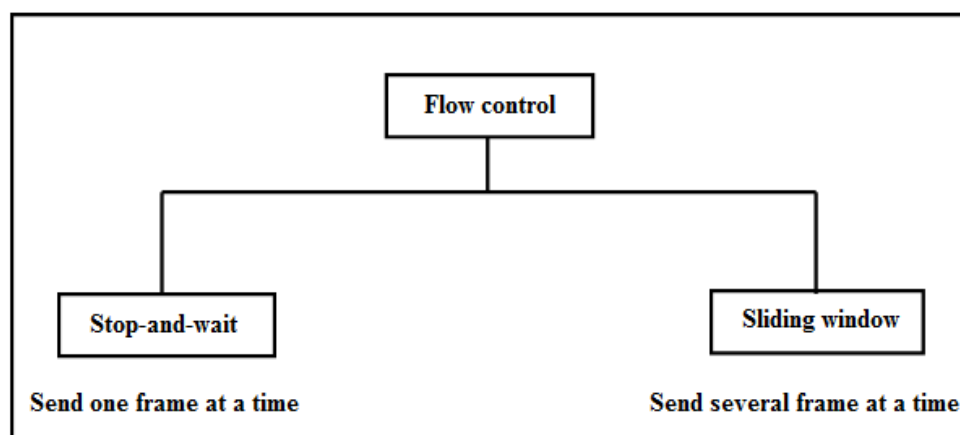 Flow control
Stop-and-wait
Sliding window
Send one frame at a time
Send several frame at a time